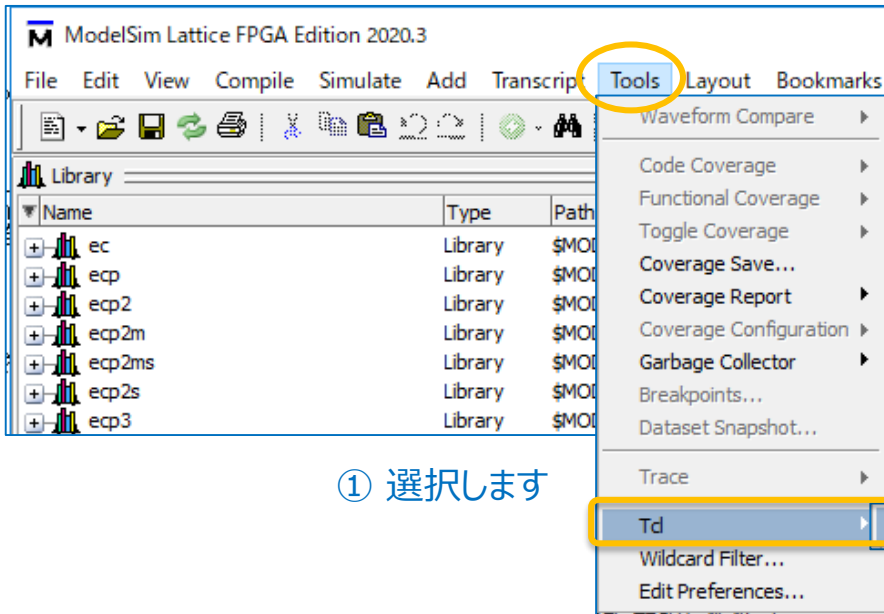 ModelSim Lattice FPGA Edition 2020.3
File Edit View Compile Simulate Add Transcript Tools Layout Bookmarks
Library
Name Type Path
ec Library $MOD
ecp Library $MOD
ecp2 Library $MOD
ecp2m Library $MOD
ecp2ms Library $MOD
ecp2s Library $MOD
ecp3 Library $MOD
Waveform Compare
Code Coverage
Functional Coverage
Toggle Coverage
Coverage Save...
Coverage Report
Coverage Configuration
Garbage Collector
Breakpoints...
Dataset Snapshot...
Trace
Tcl
Wildcard Filter...
Edit Preferences...
① 選択します